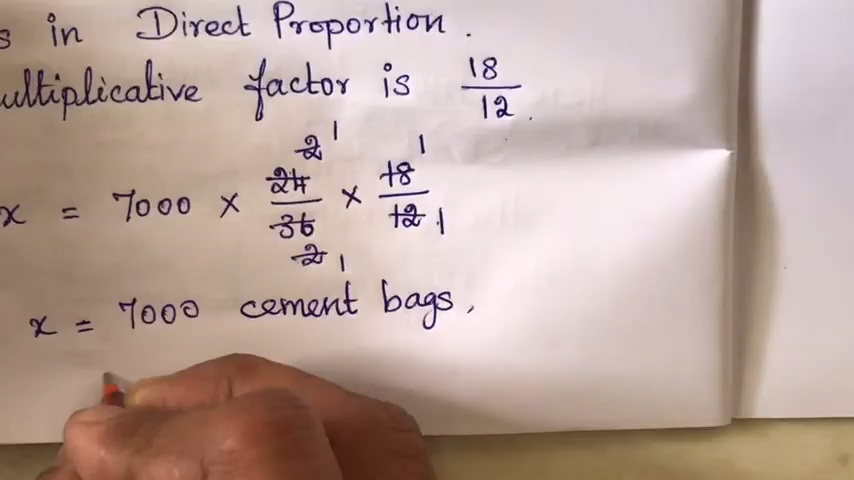 s in Direct Proportion.
ultiplicative factor is 18/12.
2 1 1
x = 7000 × 24/36 × 18/12 1
2 1
x = 7000 cement bags,